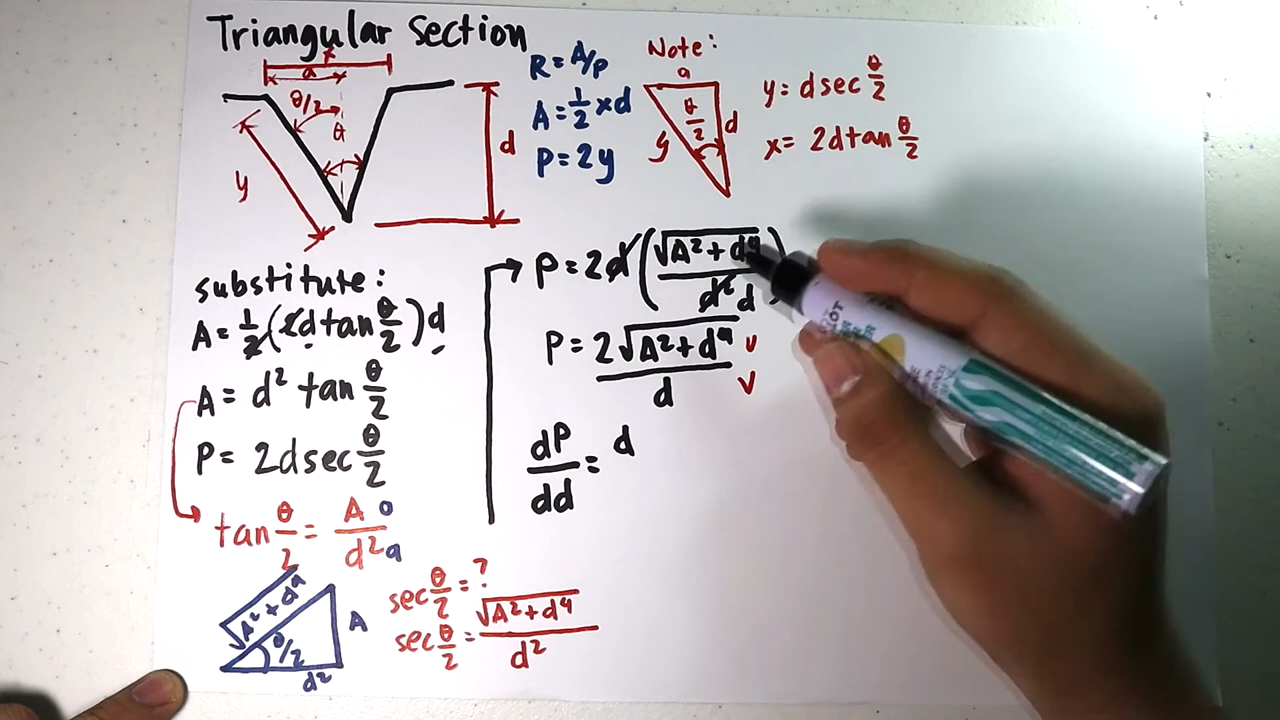 Triangular Section
x
a
θ/2
θ
y
d
R = A/P
A = 1/2 xd
P = 2y
Note:
a
θ/2
d
y
y = d sec θ/2
x = 2d tan θ/2
substitute:
A = 1/2 (2d tan θ/2) d
A = d² tan θ/2
P = 2d sec θ/2
tan θ/2 = A/d² o a
√A² + d⁴
θ/2
A
d²
sec θ/2 = ?
sec θ/2 = √A² + d⁴ / d²
P = 2d (√A² + d⁴ / d² d)
P = 2√A² + d⁴ / d v v
dP/dd = d